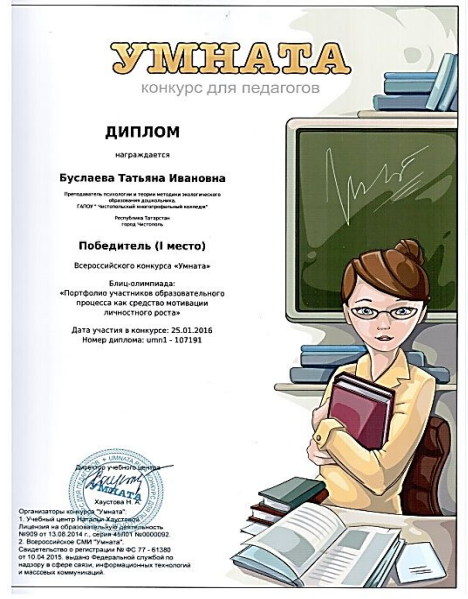 УМНАТА
конкурс для педагогов
ДИПЛОМ
награждается
Буслаева Татьяна Ивановна
Преподаватель психологии и теории методики экологического
образования дошкольника.
ГАПОУ " Чистопольский многопрофильный колледж"
Республика Татарстан
город Чистополь
Победитель (I место)
Всероссийского конкурса «Умната»
Блиц-олимпиада:
«Портфолио участников образовательного
процесса как средство мотивации
личностного роста»
Дата участия в конкурсе: 25.01.2016
Номер диплома: umn1 - 107191
Директор учебного центра
УМНАТА
Хаустова Н. А.
Организаторы конкурса "Умната":
1. Учебный центр Натальи Хаустовой.
Лицензия на образовательную деятельность
№909 от 13.08.2014 г., серия 48Л01 №0000992.
2. Всероссийское СМИ "Умната".
Свидетельство о регистрации № ФС 77 - 61380
от 10.04.2015, выдано Федеральной службой по
надзору в сфере связи, информационных технологий
и массовых коммуникаций.